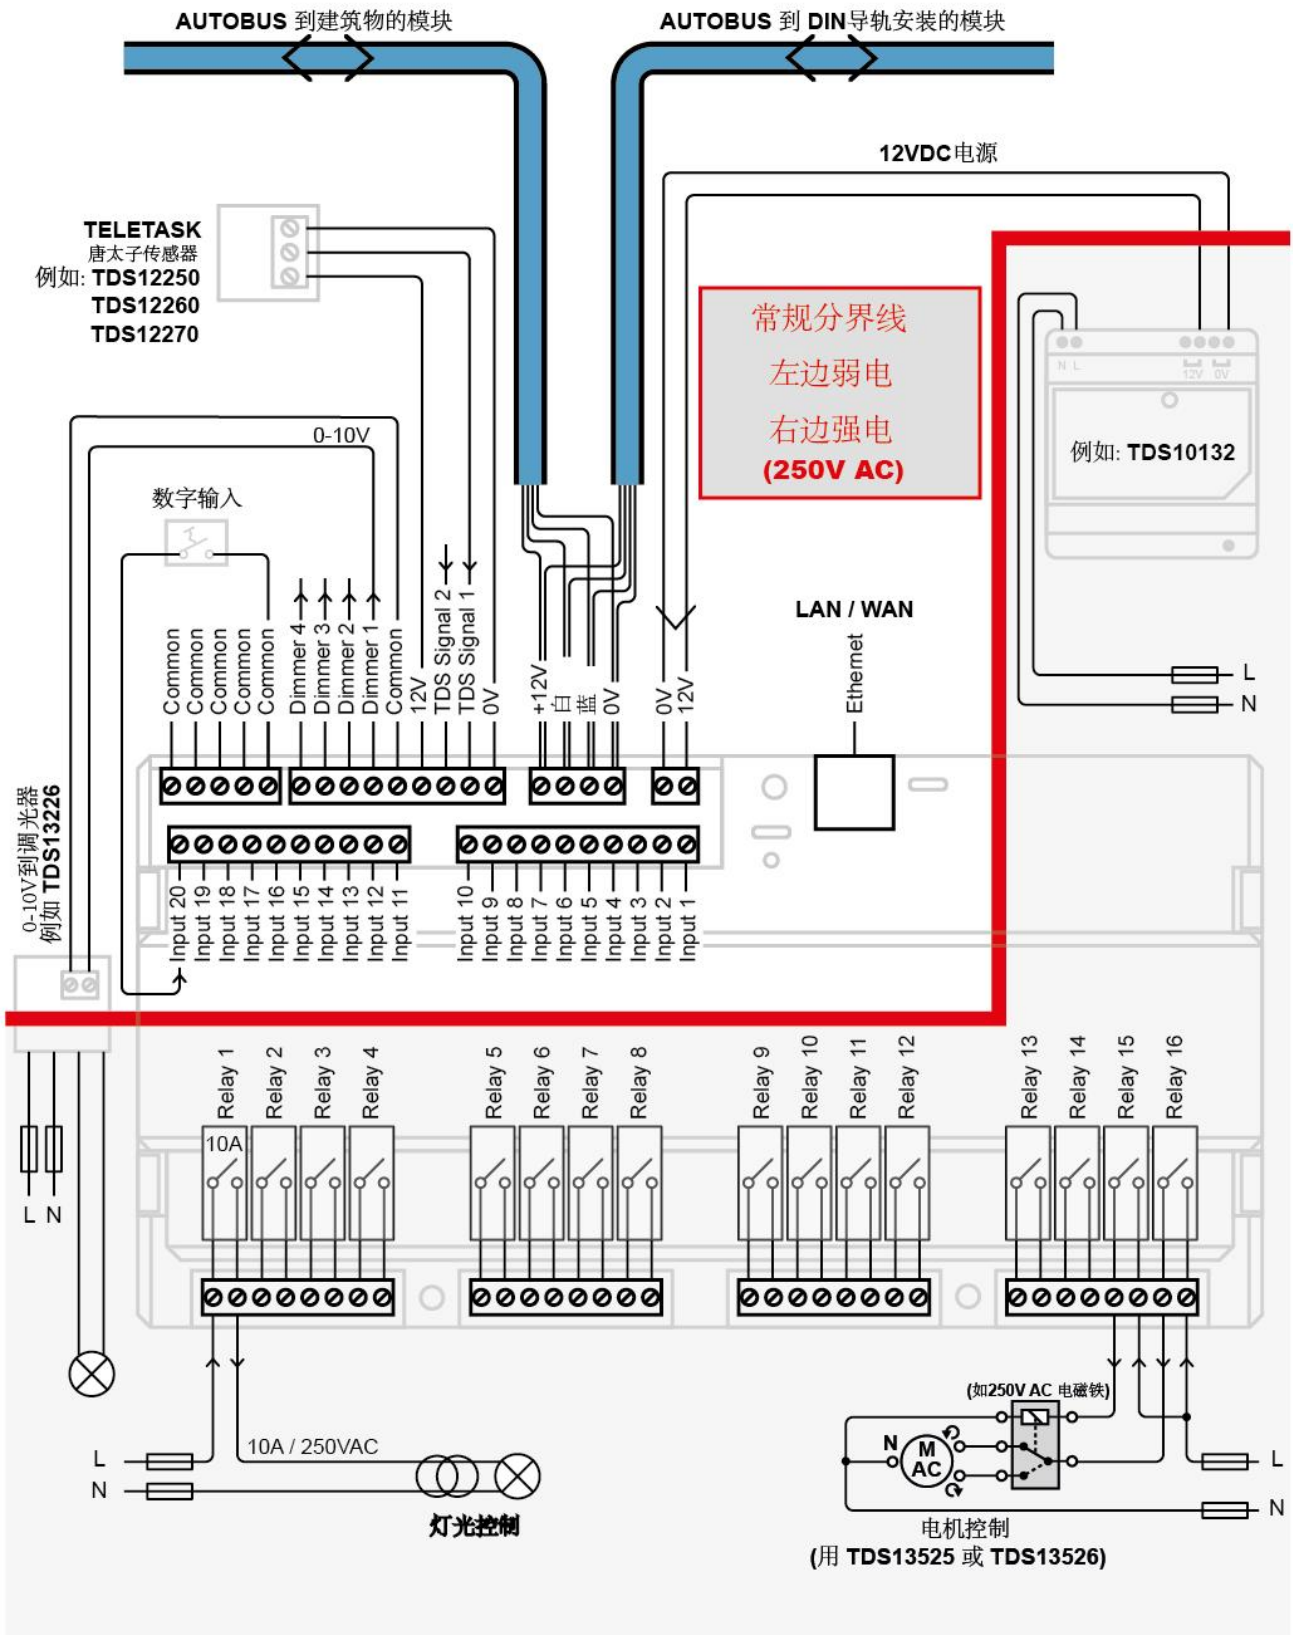 AUTOBUS 到建筑物的模块
AUTOBUS 到 DIN导轨安装的模块
12VDC电源
TELETASK
唐太子传感器
例如: TDS12250
TDS12260
TDS12270
常规分界线
左边弱电
右边强电
(250V AC)
N L
12V 0V
例如: TDS10132
0-10V
数字输入
LAN / WAN
Ethernet
L
N
Common
Common
Common
Common
Common
Dimmer 4
Dimmer 3
Dimmer 2
Dimmer 1
Common
12V
TDS Signal 2
TDS Signal 1
0V
+12V
白
蓝
0V
0V
12V
0-10V到调光器
例如 TDS13226
Input 20
Input 19
Input 18
Input 17
Input 16
Input 15
Input 14
Input 13
Input 12
Input 11
Input 10
Input 9
Input 8
Input 7
Input 6
Input 5
Input 4
Input 3
Input 2
Input 1
Relay 1
Relay 2
Relay 3
Relay 4
Relay 5
Relay 6
Relay 7
Relay 8
Relay 9
Relay 10
Relay 11
Relay 12
Relay 13
Relay 14
Relay 15
Relay 16
10A
L N
(如250V AC 电磁铁)
10A / 250VAC
L
N
灯光控制
N
M
AC
L
N
电机控制
(用 TDS13525 或 TDS13526)